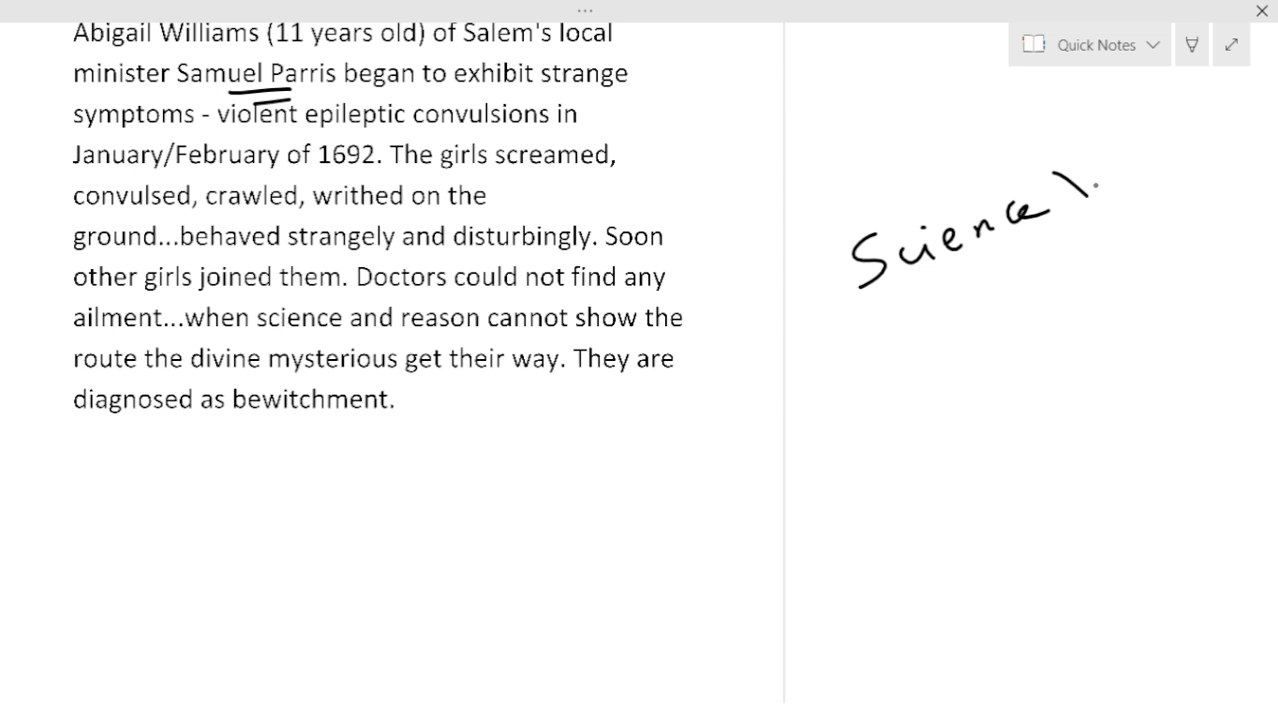 Abigail Williams (11 years old) of Salem's local
minister Samuel Parris began to exhibit strange
symptoms - violent epileptic convulsions in
January/February of 1692. The girls screamed,
convulsed, crawled, writhed on the
ground...behaved strangely and disturbingly. Soon
other girls joined them. Doctors could not find any
ailment...when science and reason cannot show the
route the divine mysterious get their way. They are
diagnosed as bewitchment.
Quick Notes
Science